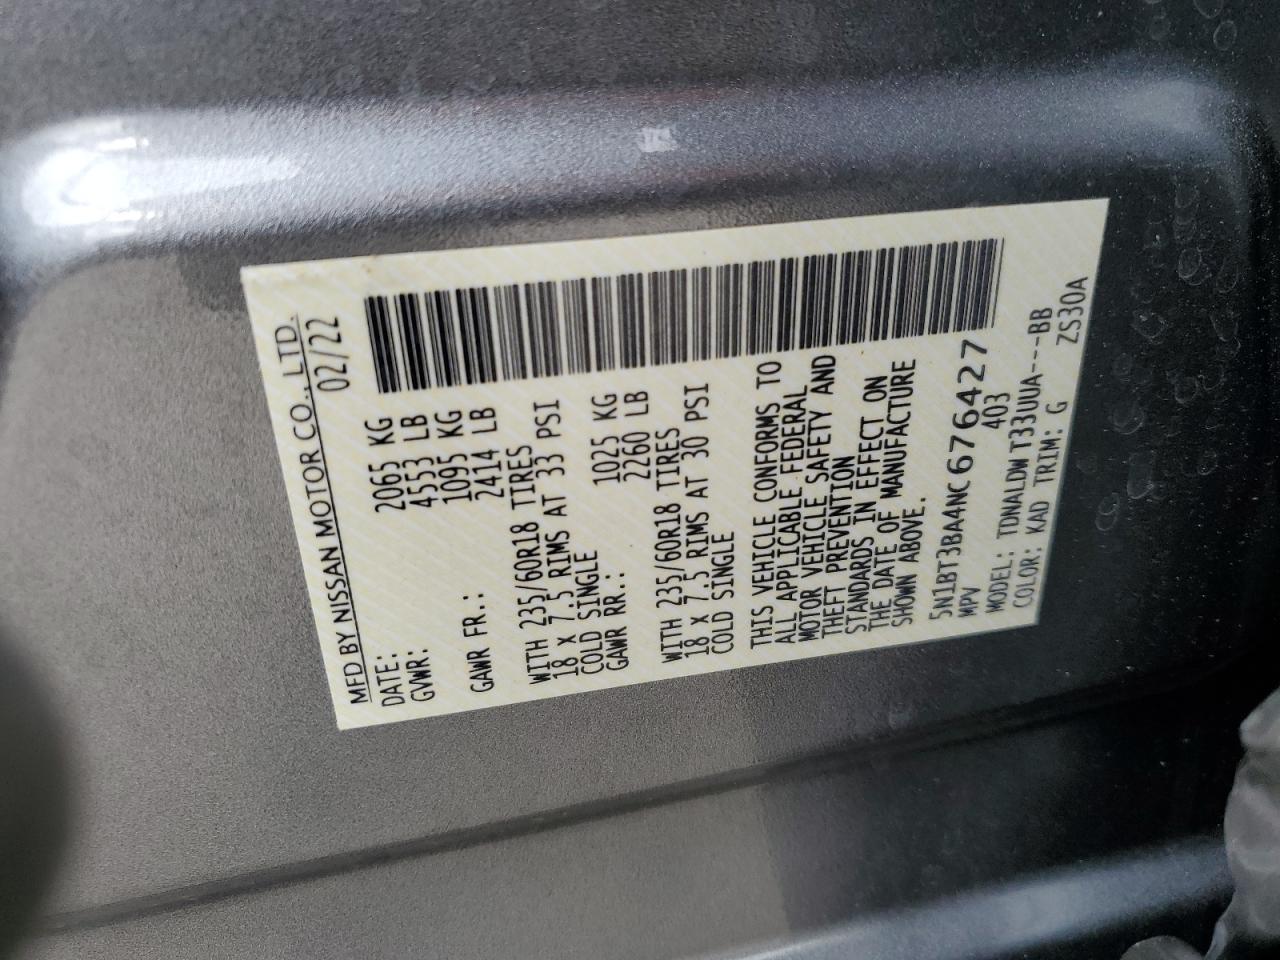 MFD BY NISSAN MOTOR CO., LTD.
DATE: 02/22
GVWR: 2065 KG
4553 LB
GAWR FR.: 1095 KG
2414 LB
WITH 235/60R18 TIRES
18 X 7.5 RIMS AT 33 PSI
COLD SINGLE
GAWR RR.: 1025 KG
2260 LB
WITH 235/60R18 TIRES
18 X 7.5 RIMS AT 30 PSI
COLD SINGLE
THIS VEHICLE CONFORMS TO
ALL APPLICABLE FEDERAL
MOTOR VEHICLE SAFETY AND
THEFT PREVENTION
STANDARDS IN EFFECT ON
THE DATE OF MANUFACTURE
SHOWN ABOVE.
5N1BT3BA4NC676427
MPV 403
MODEL: TDNALDWT33UUA---BB
COLOR: KAD TRIM: G ZS30A